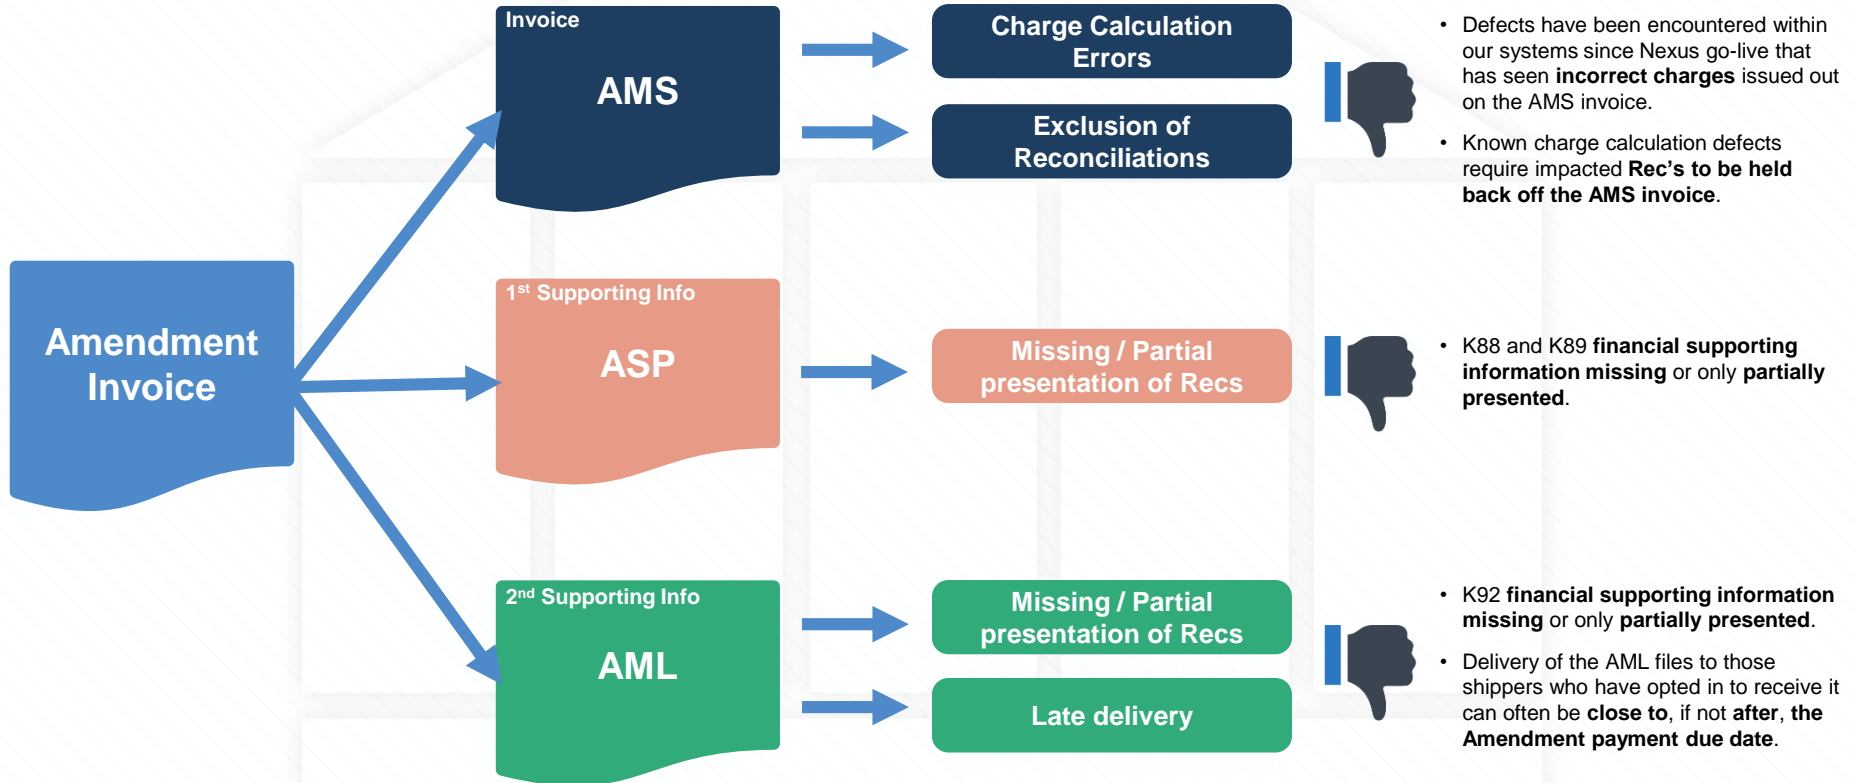 Amendment
Invoice
Invoice
AMS
Charge Calculation
Errors
Exclusion of
Reconciliations
• Defects have been encountered within
our systems since Nexus go-live that
has seen incorrect charges issued out
on the AMS invoice.
• Known charge calculation defects
require impacted Rec’s to be held
back off the AMS invoice.
1st Supporting Info
ASP
Missing / Partial
presentation of Recs
• K88 and K89 financial supporting
information missing or only partially
presented.
2nd Supporting Info
AML
Missing / Partial
presentation of Recs
Late delivery
• K92 financial supporting information
missing or only partially presented.
• Delivery of the AML files to those
shippers who have opted in to receive it
can often be close to, if not after, the
Amendment payment due date.